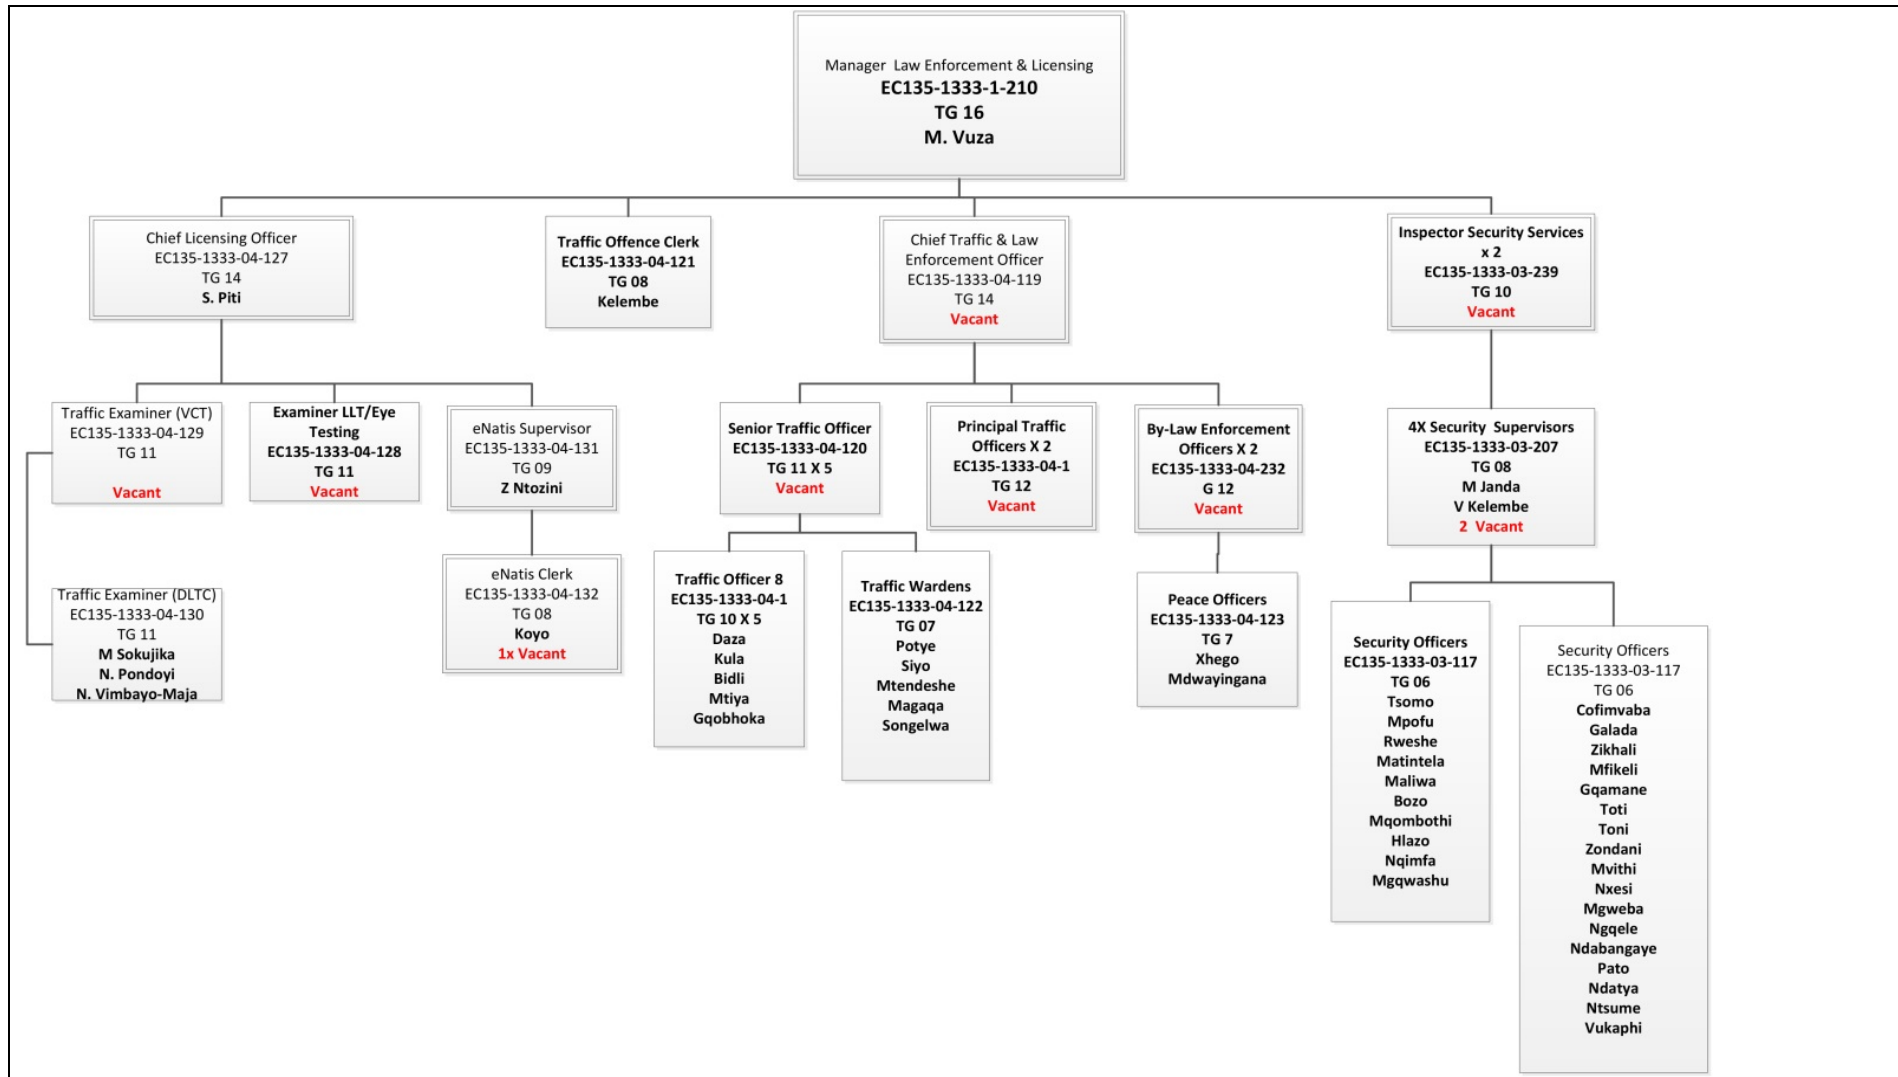 Manager Law Enforcement & Licensing
EC135-1333-1-210
TG 16
M. Vuza
Chief Licensing Officer
EC135-1333-04-127
TG 14
S. Piti
Traffic Offence Clerk
EC135-1333-04-121
TG 08
Kelembe
Chief Traffic & Law
Enforcement Officer
EC135-1333-04-119
TG 14
Vacant
Inspector Security Services
x 2
EC135-1333-03-239
TG 10
Vacant
Traffic Examiner (VCT)
EC135-1333-04-129
TG 11
Vacant
Examiner LLT/Eye
Testing
EC135-1333-04-128
TG 11
Vacant
eNatis Supervisor
EC135-1333-04-131
TG 09
Z Ntozini
Senior Traffic Officer
EC135-1333-04-120
TG 11 X 5
Vacant
Principal Traffic
Officers X 2
EC135-1333-04-1
TG 12
Vacant
By-Law Enforcement
Officers X 2
EC135-1333-04-232
G 12
Vacant
4X Security Supervisors
EC135-1333-03-207
TG 08
M Janda
V Kelembe
2 Vacant
Traffic Examiner (DLTC)
EC135-1333-04-130
TG 11
M Sokujika
N. Pondoyi
N. Vimbayo-Maja
eNatis Clerk
EC135-1333-04-132
TG 08
Koyo
1x Vacant
Traffic Officer 8
EC135-1333-04-1
TG 10 X 5
Daza
Kula
Bidli
Mtiya
Gqobhoka
Traffic Wardens
EC135-1333-04-122
TG 07
Potye
Siyo
Mtendeshe
Magaqa
Songelwa
Peace Officers
EC135-1333-04-123
TG 7
Xhego
Mdwayingana
Security Officers
EC135-1333-03-117
TG 06
Tsomo
Mpofu
Rweshe
Matintela
Maliwa
Bozo
Mqombothi
Hlazo
Nqimfa
Mgqwashu
Security Officers
EC135-1333-03-117
TG 06
Cofimvaba
Galada
Zikhali
Mfikeli
Gqamane
Toti
Toni
Zondani
Mvithi
Nxesi
Mgweba
Ngqele
Ndabangaye
Pato
Ndatya
Ntsume
Vukaphi